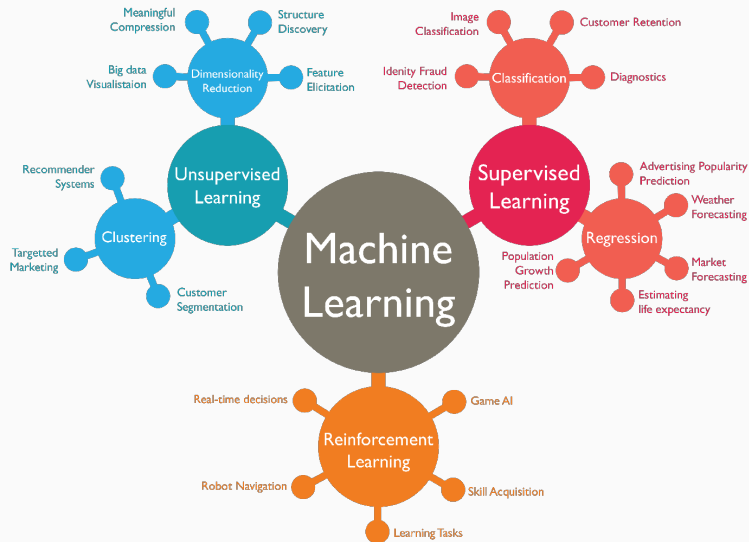 Machine
Learning
Unsupervised
Learning
Dimensionality
Reduction
Meaningful
Compression
Structure
Discovery
Big data
Visualistaion
Feature
Elicitation
Clustering
Recommender
Systems
Targetted
Marketing
Customer
Segmentation
Supervised
Learning
Classification
Image
Classification
Customer Retention
Idenity Fraud
Detection
Diagnostics
Regression
Advertising Popularity
Prediction
Weather
Forecasting
Population
Growth
Prediction
Market
Forecasting
Estimating
life expectancy
Reinforcement
Learning
Real-time decisions
Game AI
Robot Navigation
Skill Acquisition
Learning Tasks